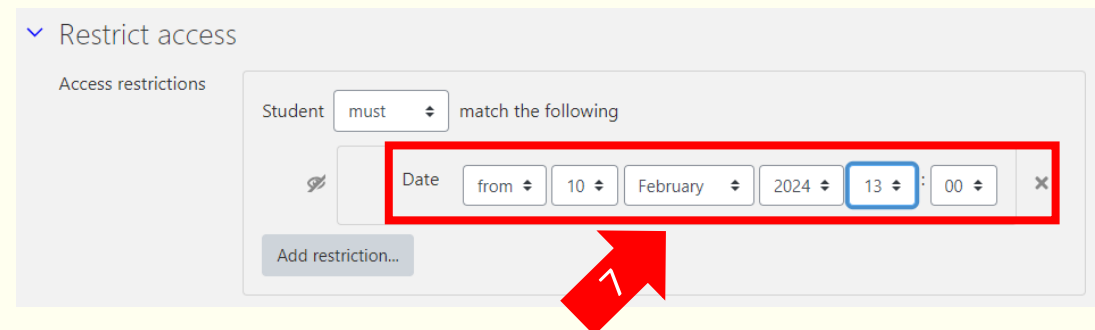 Restrict access
Access restrictions
Student must match the following
Date from 10 February 2024 13 : 00
Add restriction...
7